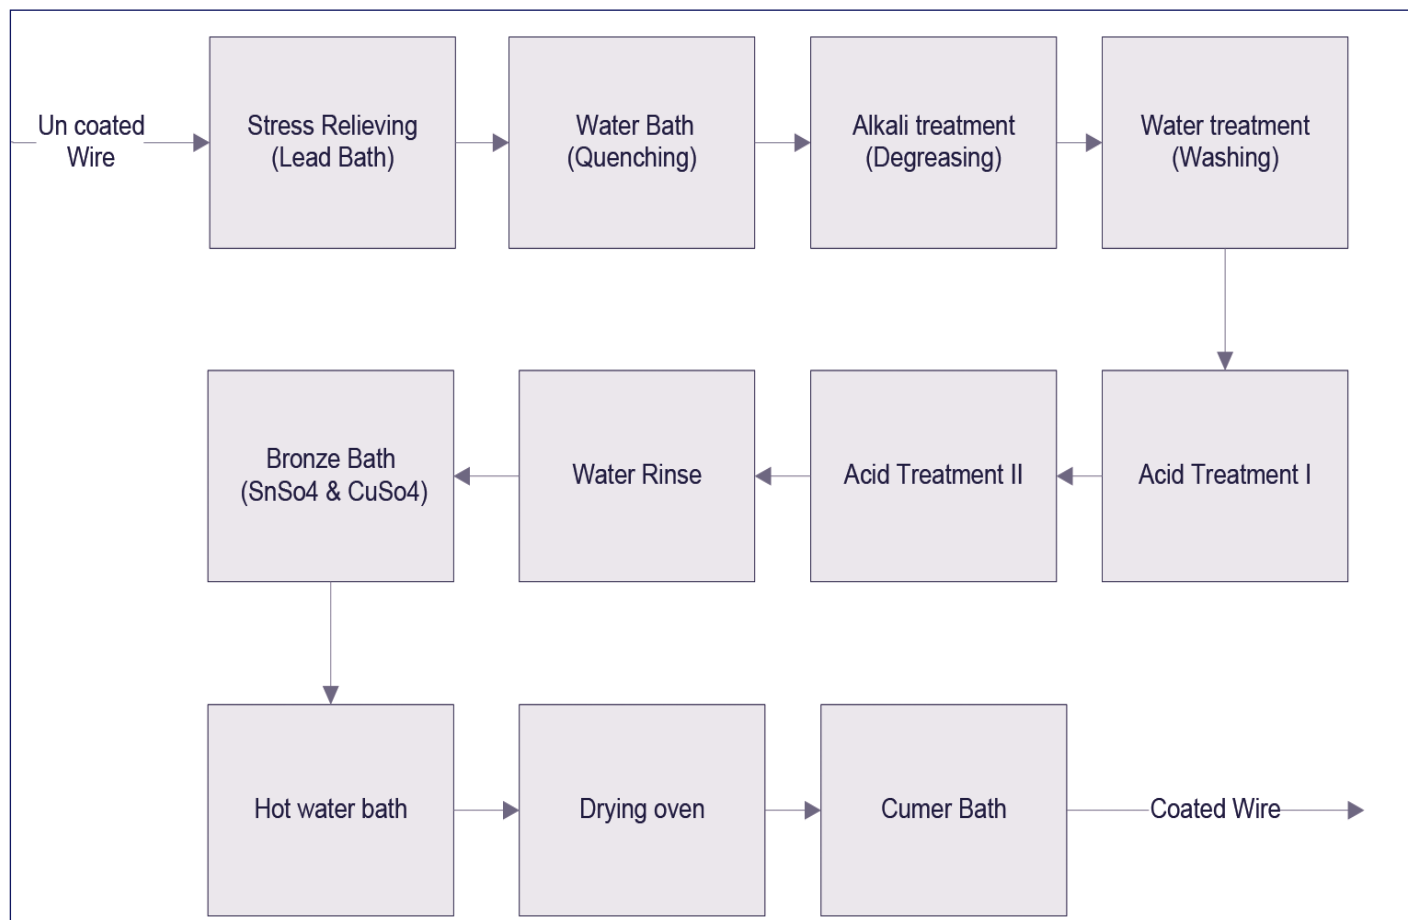 Un coated
Wire
Stress Relieving
(Lead Bath)
Water Bath
(Quenching)
Alkali treatment
(Degreasing)
Water treatment
(Washing)
Acid Treatment I
Acid Treatment II
Water Rinse
Bronze Bath
(SnSo4 & CuSo4)
Hot water bath
Drying oven
Cumer Bath
Coated Wire